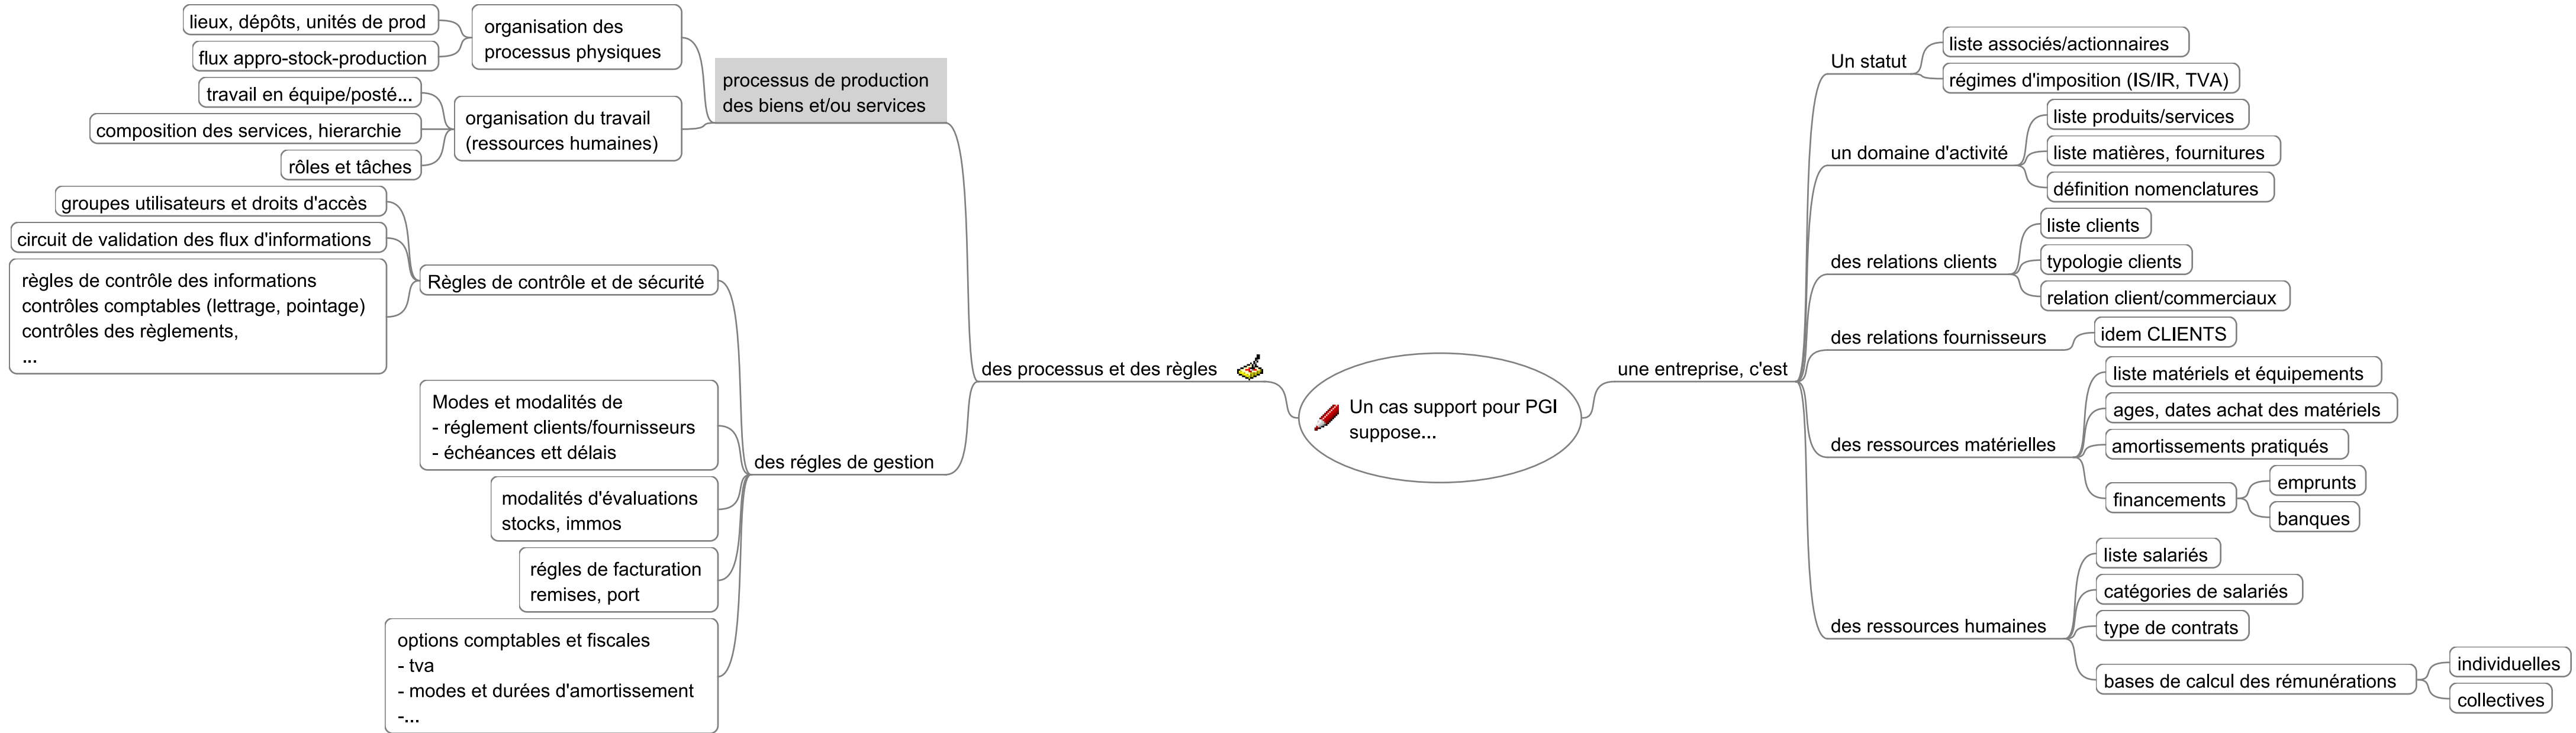 Un cas support pour PGI
suppose...
une entreprise, c'est
Un statut
liste associés/actionnaires
régimes d'imposition (IS/IR, TVA)
un domaine d'activité
liste produits/services
liste matières, fournitures
définition nomenclatures
des relations clients
liste clients
typologie clients
relation client/commerciaux
des relations fournisseurs
idem CLIENTS
des ressources matérielles
liste matériels et équipements
ages, dates achat des matériels
amortissements pratiqués
financements
emprunts
banques
des ressources humaines
liste salariés
catégories de salariés
type de contrats
bases de calcul des rémunérations
individuelles
collectives
des processus et des règles
processus de production
des biens et/ou services
organisation des
processus physiques
lieux, dépôts, unités de prod
flux appro-stock-production
organisation du travail
(ressources humaines)
travail en équipe/posté...
composition des services, hierarchie
rôles et tâches
des régles de gestion
Règles de contrôle et de sécurité
groupes utilisateurs et droits d'accès
circuit de validation des flux d'informations
règles de contrôle des informations
contrôles comptables (lettrage, pointage)
contrôles des règlements,
...
Modes et modalités de
- réglement clients/fournisseurs
- échéances ett délais
modalités d'évaluations
stocks, immos
régles de facturation
remises, port
options comptables et fiscales
- tva
- modes et durées d'amortissement
-...